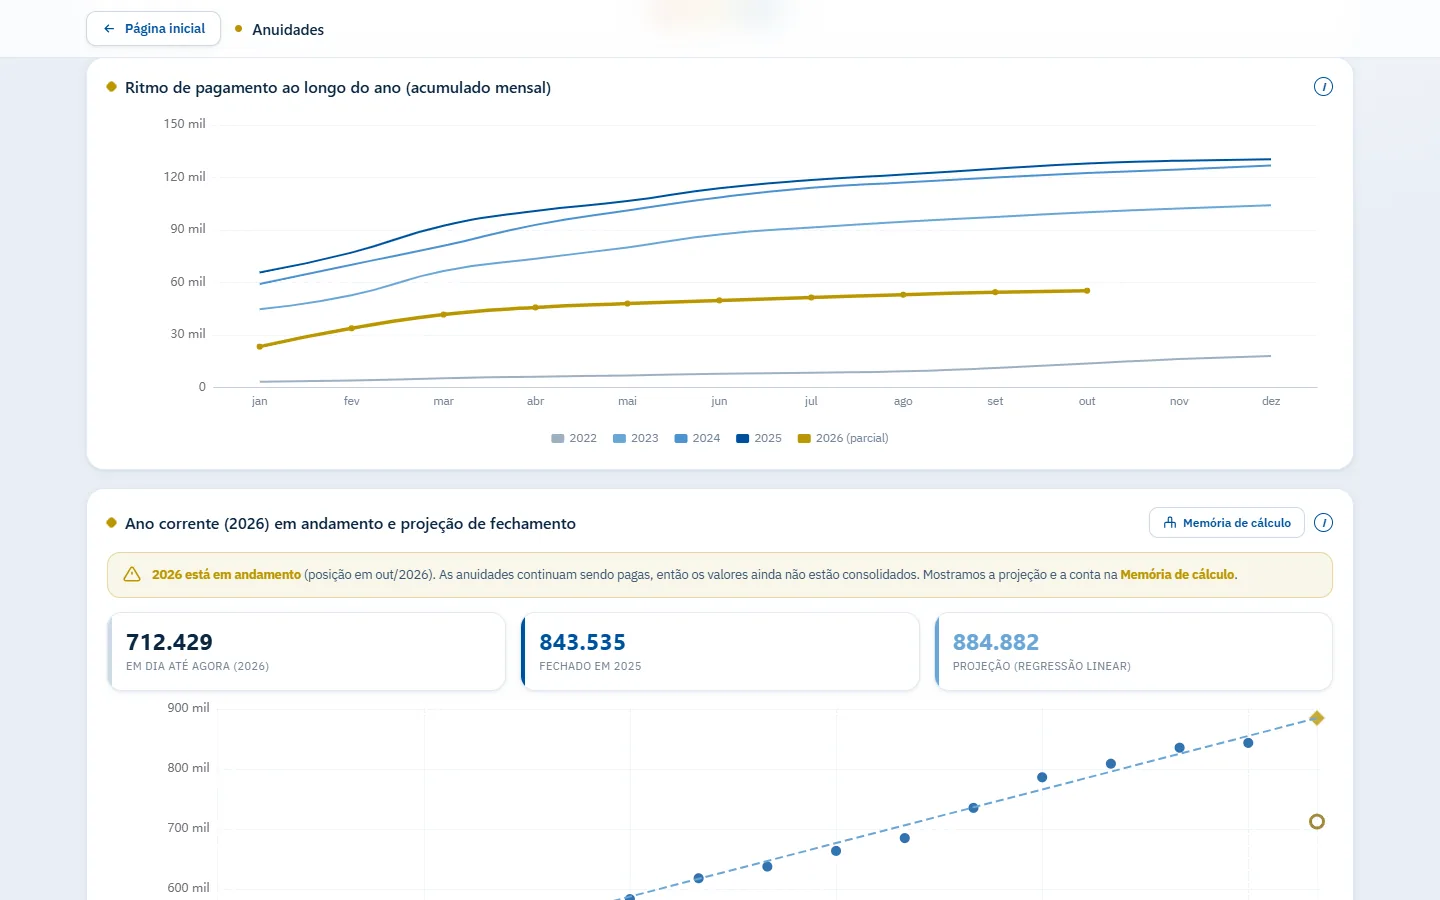 Página inicial
Anuidades
Ritmo de pagamento ao longo do ano (acumulado mensal)
i
150 mil
120 mil
90 mil
60 mil
30 mil
0
jan fev mar abr mai jun jul ago set out nov dez
2022 2023 2024 2025 2026 (parcial)
Ano corrente (2026) em andamento e projeção de fechamento
Memória de cálculo
i
2026 está em andamento (posição em out/2026). As anuidades continuam sendo pagas, então os valores ainda não estão consolidados. Mostramos a projeção e a conta na Memória de cálculo.
712.429
EM DIA ATÉ AGORA (2026)
843.535
FECHADO EM 2025
884.882
PROJEÇÃO (REGRESSÃO LINEAR)
900 mil
800 mil
700 mil
600 mil